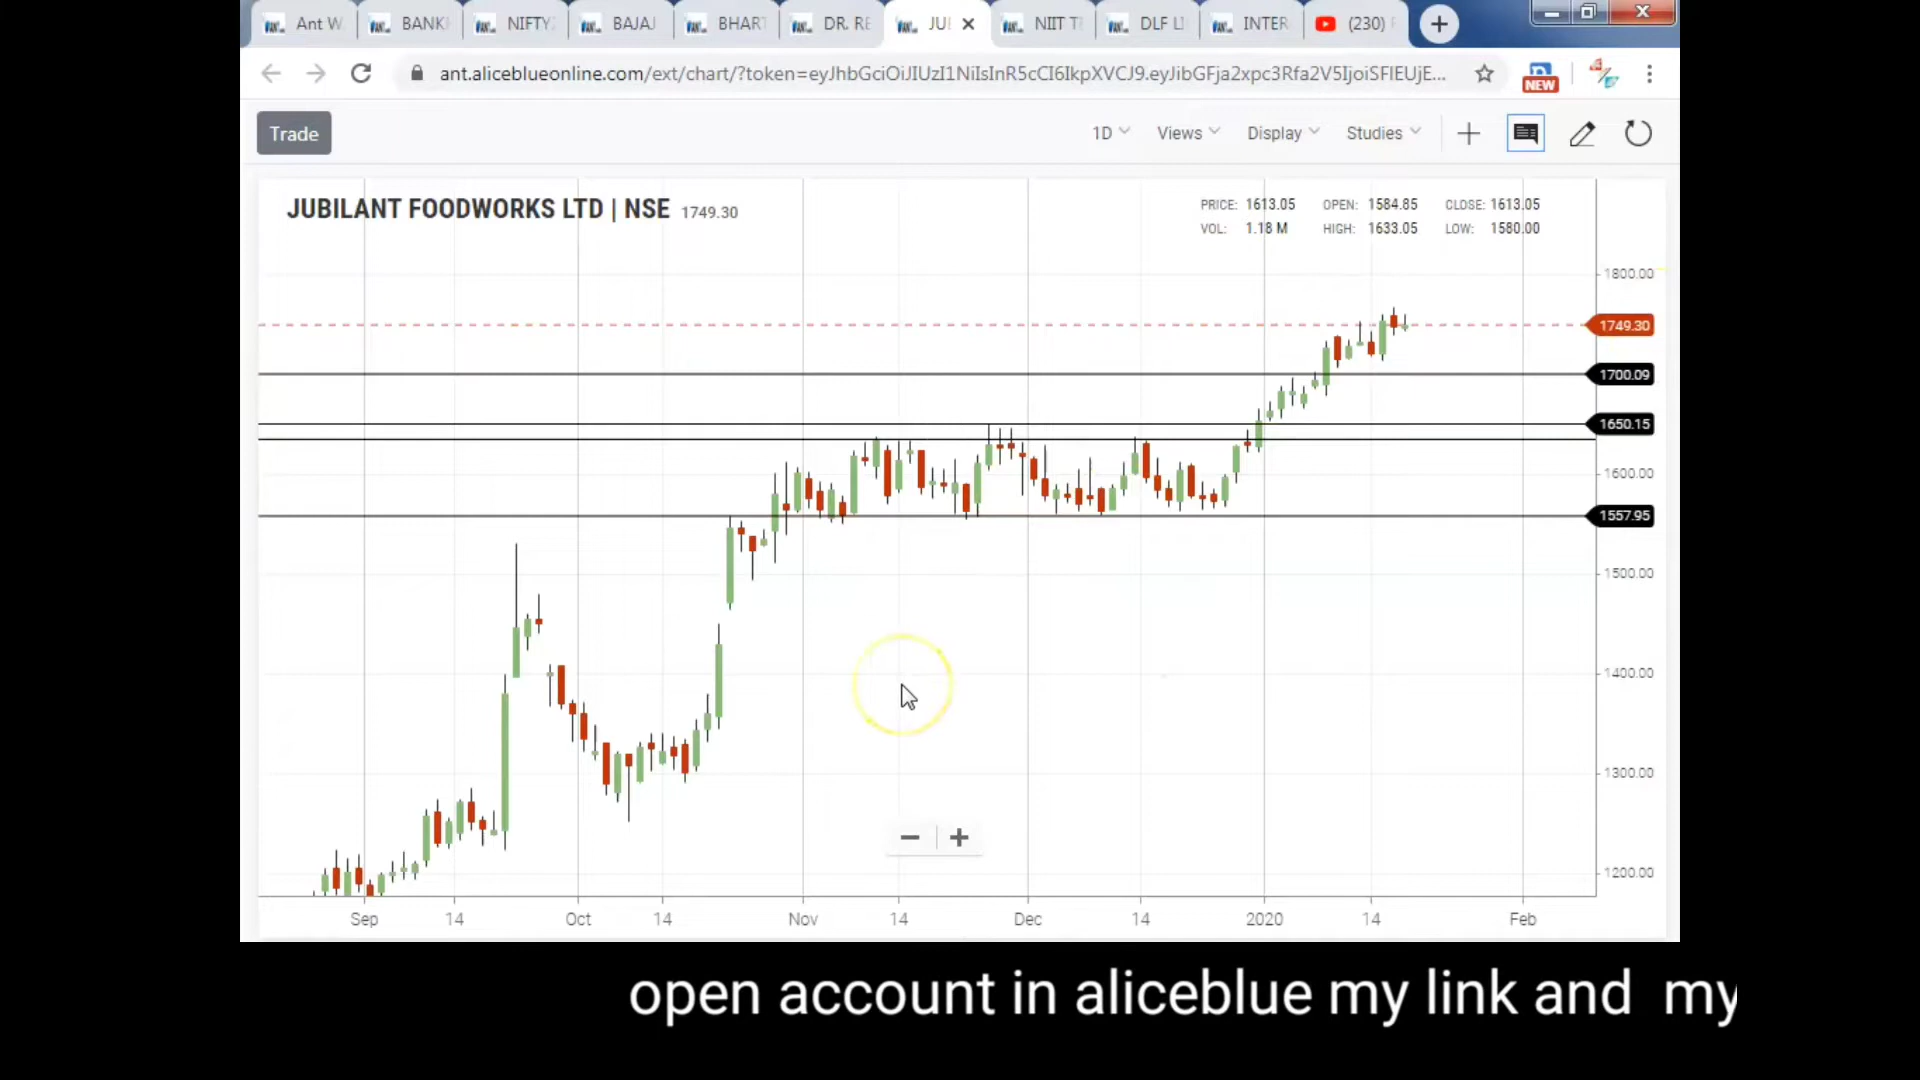 Ant W
BANK
NIFTY
BAJAJ
BHART
DR. RE
JU
NIIT T
DLF LI
INTER
(230)
ant.aliceblueonline.com/ext/chart/?token=eyJhbGciOiJIUzI1NiIsInR5cCI6IkpXVCJ9.eyJibGFja2xpc3Rfa2V5IjoiSFlEUjE...
NEW
Trade
1D
Views
Display
Studies
JUBILANT FOODWORKS LTD | NSE 1749.30
PRICE: 1613.05 OPEN: 1584.85 CLOSE: 1613.05
VOL: 1.18 M HIGH: 1633.05 LOW: 1580.00
1800.00
1749.30
1700.09
1650.15
1600.00
1557.95
1500.00
1400.00
1300.00
1200.00
Sep 14 Oct 14 Nov 14 Dec 14 2020 14 Feb
open account in aliceblue my link and my